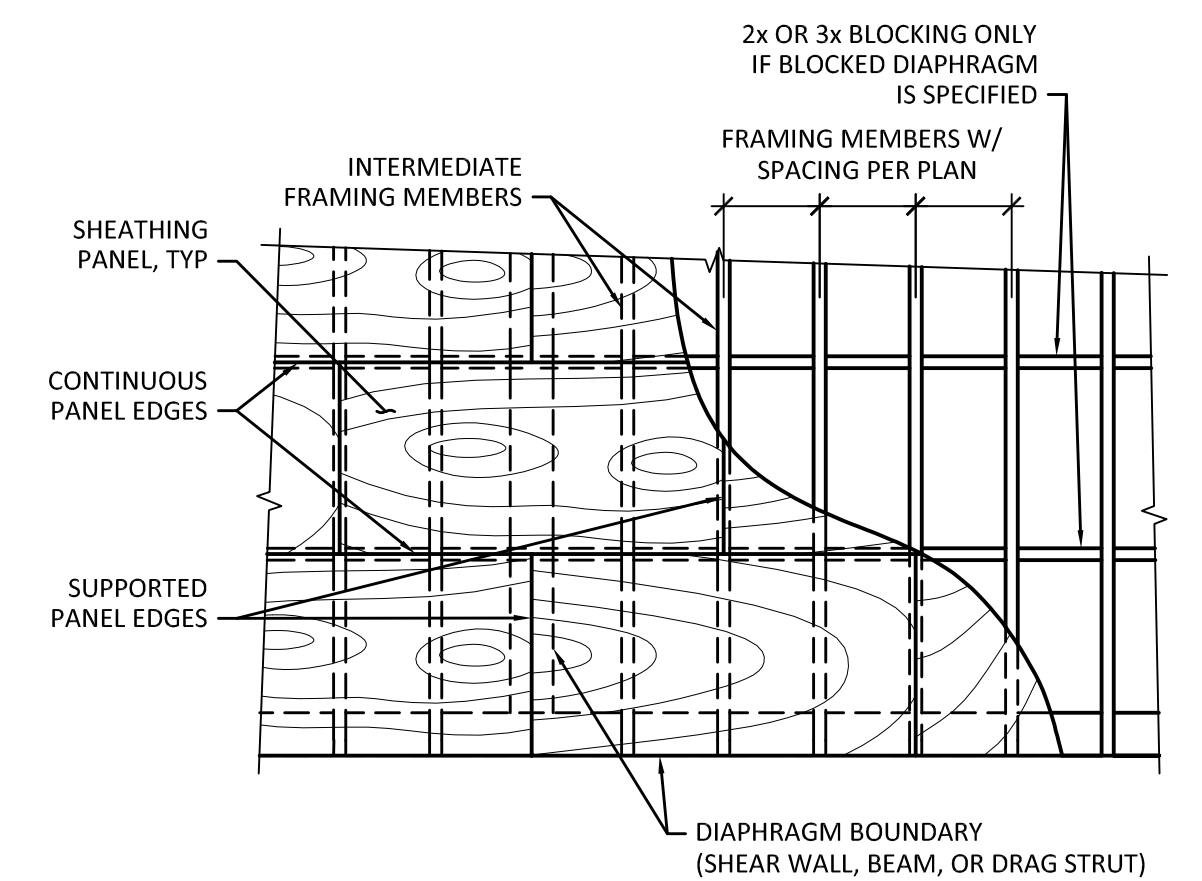 2x OR 3x BLOCKING ONLY
IF BLOCKED DIAPHRAGM
IS SPECIFIED
FRAMING MEMBERS W/
SPACING PER PLAN
INTERMEDIATE
FRAMING MEMBERS
SHEATHING
PANEL, TYP
CONTINUOUS
PANEL EDGES
SUPPORTED
PANEL EDGES
DIAPHRAGM BOUNDARY
(SHEAR WALL, BEAM, OR DRAG STRUT)